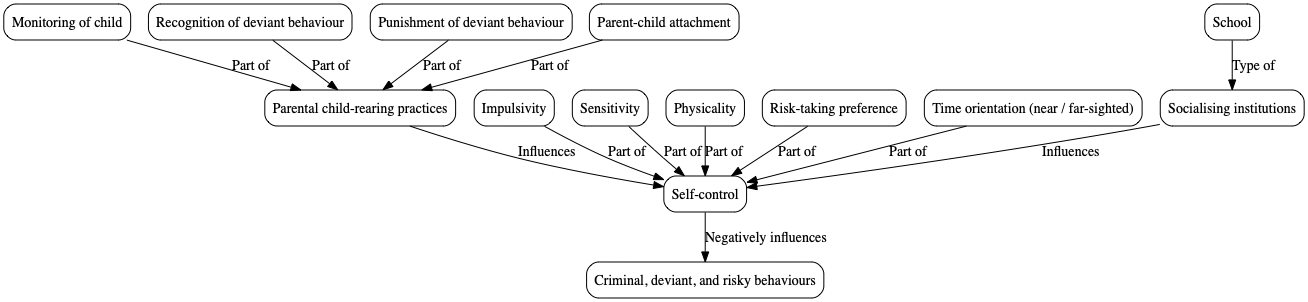 Monitoring of child
Recognition of deviant behaviour
Punishment of deviant behaviour
Parent-child attachment
School
Part of
Part of
Part of
Part of
Type of
Parental child-rearing practices
Impulsivity
Sensitivity
Physicality
Risk-taking preference
Time orientation (near / far-sighted)
Socialising institutions
Influences
Part of
Part of
Part of
Part of
Part of
Influences
Self-control
Negatively influences
Criminal, deviant, and risky behaviours